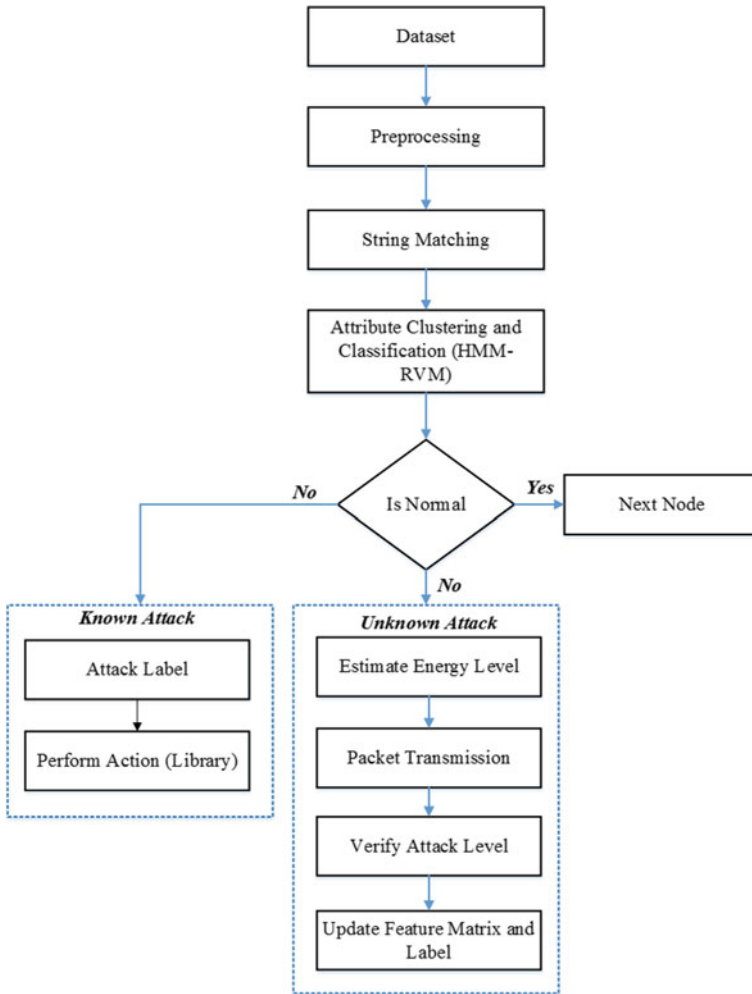 Dataset
Preprocessing
String Matching
Attribute Clustering and
Classification (HMM-
RVM)
No
Is Normal
Yes
Next Node
No
Known Attack
Attack Label
Perform Action (Library)
Unknown Attack
Estimate Energy Level
Packet Transmission
Verify Attack Level
Update Feature Matrix and
Label